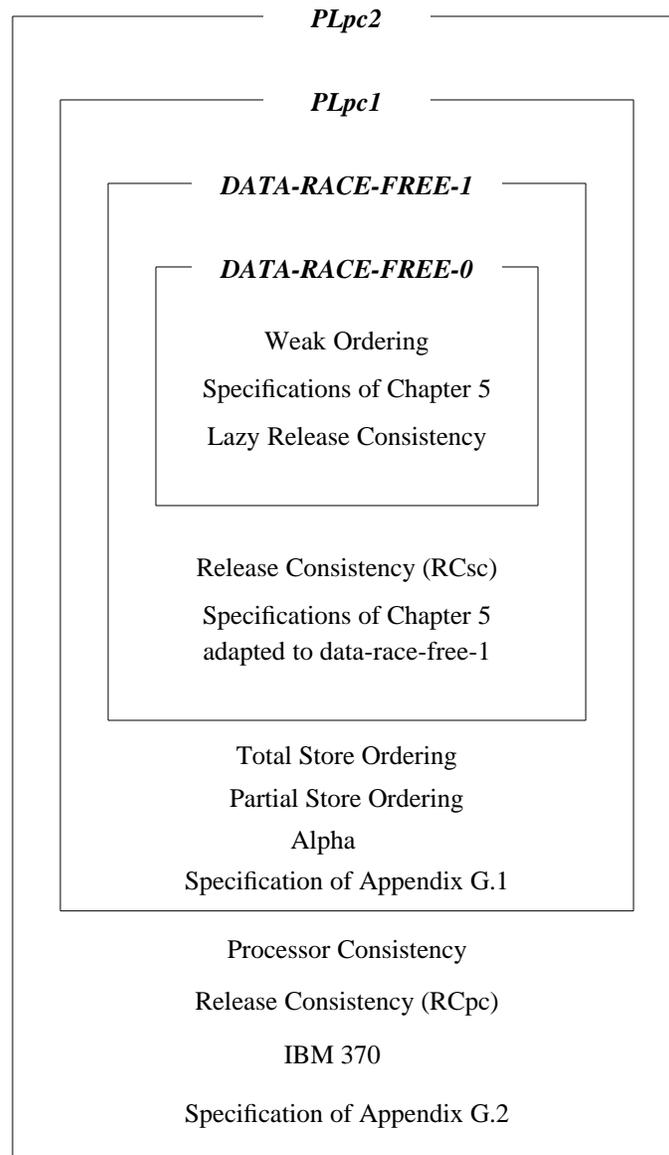 PLpc2
PLpc1
DATA-RACE-FREE-1
DATA-RACE-FREE-0
Weak Ordering
Specifications of Chapter 5
Lazy Release Consistency
Release Consistency (RCsc)
Specifications of Chapter 5
adapted to data-race-free-1
Total Store Ordering
Partial Store Ordering
Alpha
Specification of Appendix G.1
Processor Consistency
Release Consistency (RCpc)
IBM 370
Specification of Appendix G.2